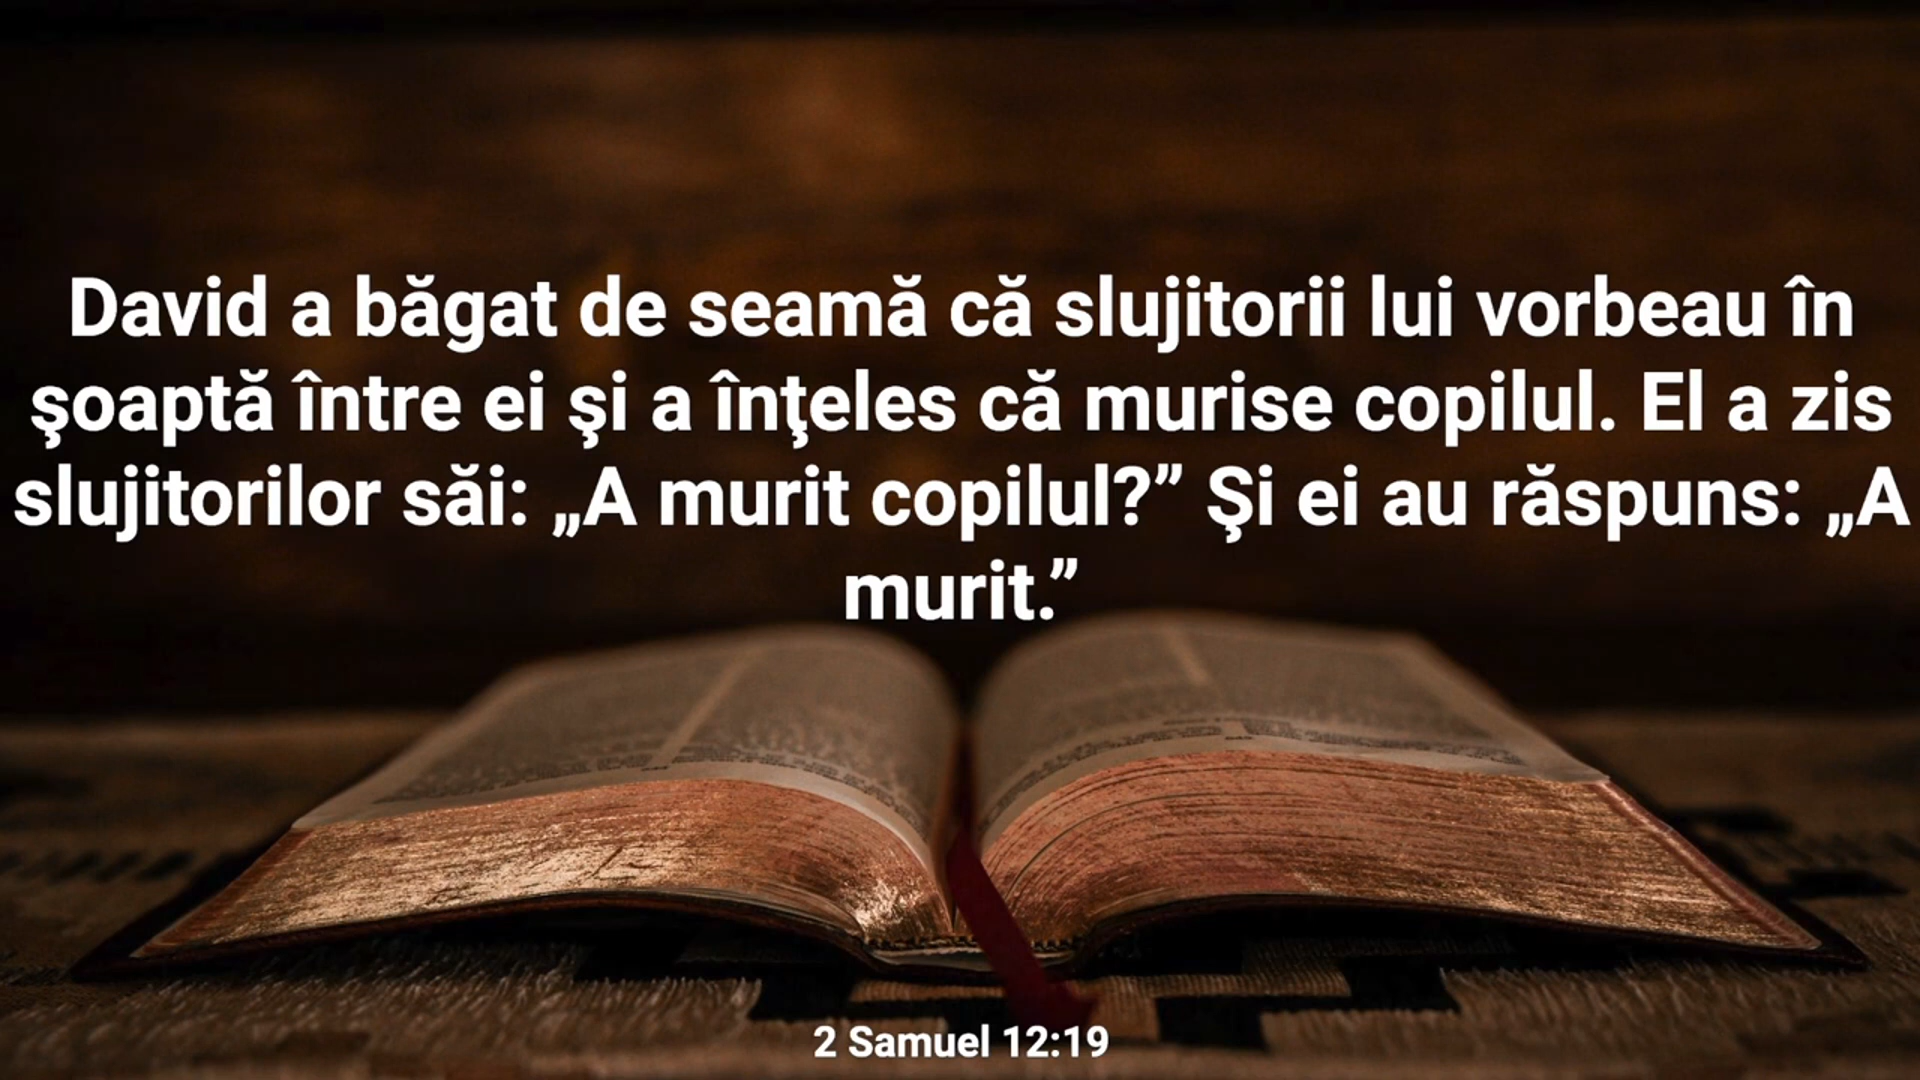 David a băgat de seamă că slujitorii lui vorbeau în
şoaptă între ei şi a înţeles că murise copilul. El a zis
slujitorilor săi: „A murit copilul?” Şi ei au răspuns: „A
murit.”
2 Samuel 12:19